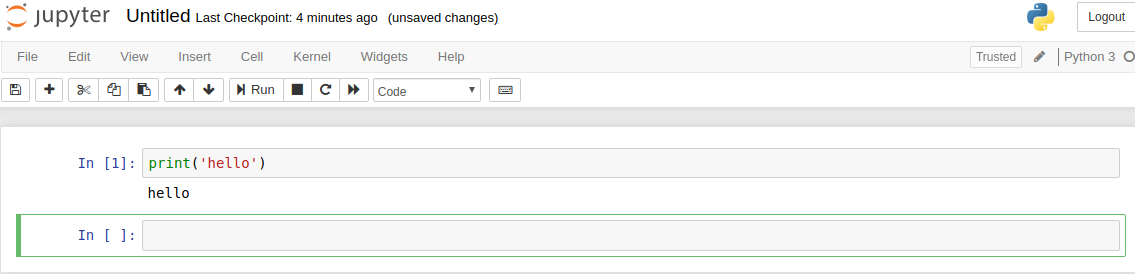 jupyter Untitled Last Checkpoint: 4 minutes ago (unsaved changes) Logout
File Edit View Insert Cell Kernel Widgets Help Trusted Python 3
Run Code
In [1]: print('hello')
hello
In [ ]: